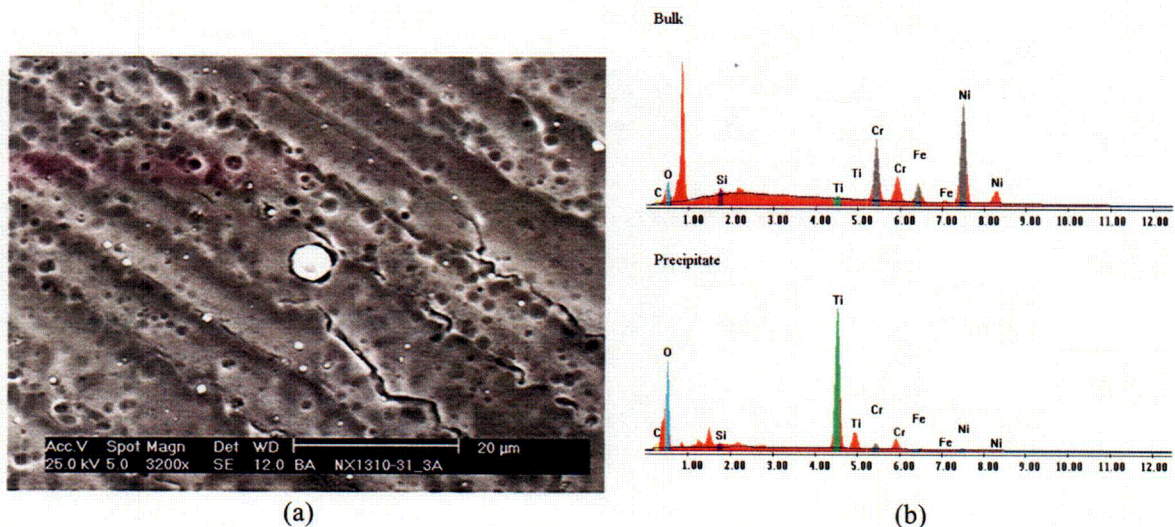 Bulk
Ni
Cr
Fe
O
Ti
Cr
Si
C
Ti
Fe
Ni
1.00 2.00 3.00 4.00 5.00 6.00 7.00 8.00 9.00 10.00 11.00 12.00
Precipitate
Ti
O
Cr
Fe
Ti
Ni
C
Si
Cr
Fe
Ni
1.00 2.00 3.00 4.00 5.00 6.00 7.00 8.00 9.00 10.00 11.00 12.00
Acc.V Spot Magn Det WD 20 µm
25.0 kV 5.0 3200x SE 12.0 BA NX1310-31_3A
(a)
(b)